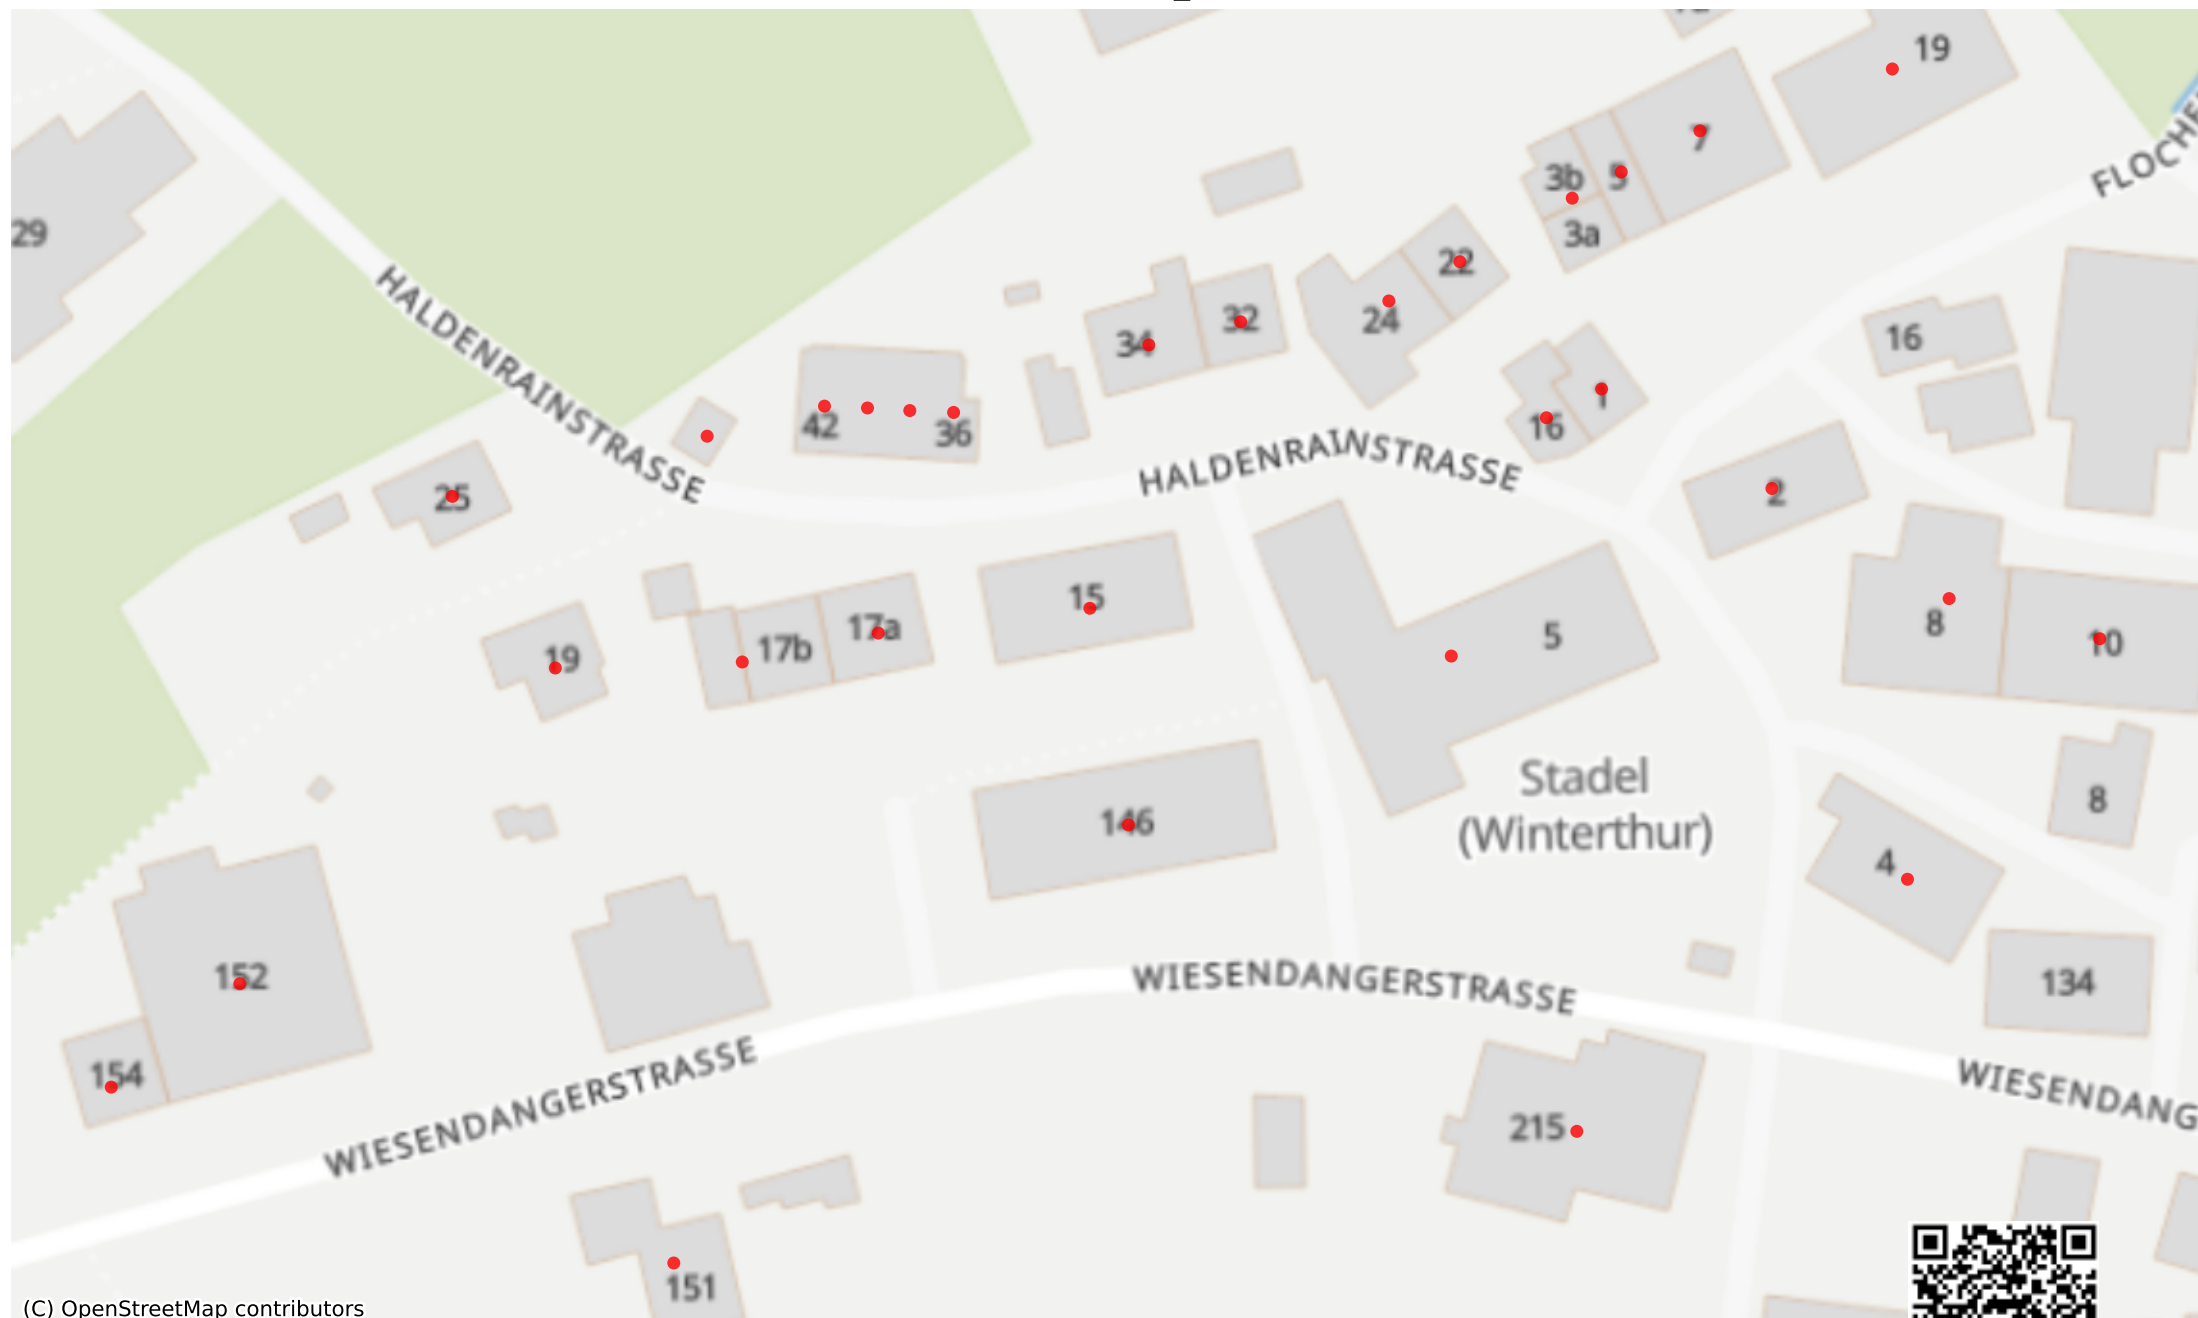 19
7
3b
5
3a
FLOCHE
29
22
HALDENRAINSTRASSE
34
32
24
16
42
36
16
1
HALDENRAINSTRASSE
25
2
15
17a
17b
19
5
8
10
Stadel
(Winterthur)
146
8
4
152
134
WIESENDANGERSTRASSE
154
WIESENDANGERSTRASSE
WIESENDANG
215
151
(C) OpenStreetMap contributors